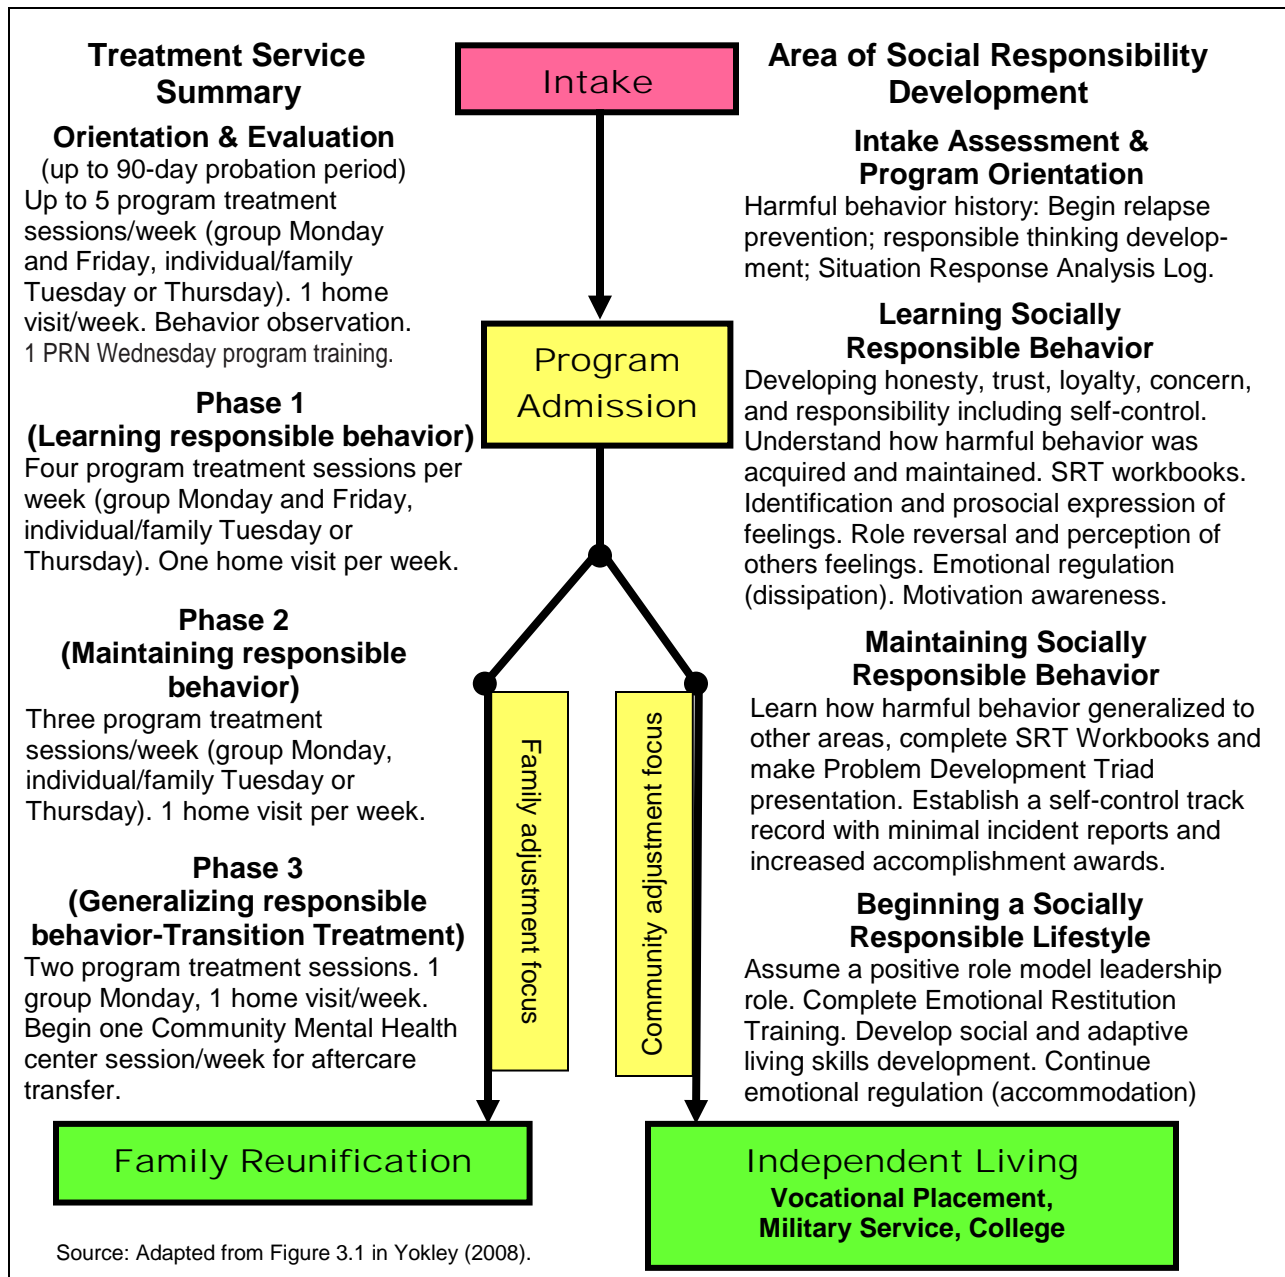 Treatment Service
Summary
Orientation & Evaluation
(up to 90-day probation period)
Up to 5 program treatment
sessions/week (group Monday
and Friday, individual/family
Tuesday or Thursday). 1 home
visit/week. Behavior observation.
1 PRN Wednesday program training.
Phase 1
(Learning responsible behavior)
Four program treatment sessions per
week (group Monday and Friday,
individual/family Tuesday or
Thursday). One home visit per week.
Phase 2
(Maintaining responsible
behavior)
Three program treatment
sessions/week (group Monday,
individual/family Tuesday or
Thursday). 1 home visit per week.
Phase 3
(Generalizing responsible
behavior-Transition Treatment)
Two program treatment sessions. 1
group Monday, 1 home visit/week.
Begin one Community Mental Health
center session/week for aftercare
transfer.
Intake
Program
Admission
Family adjustment focus
Community adjustment focus
Area of Social Responsibility
Development
Intake Assessment &
Program Orientation
Harmful behavior history: Begin relapse
prevention; responsible thinking develop-
ment; Situation Response Analysis Log.
Learning Socially
Responsible Behavior
Developing honesty, trust, loyalty, concern,
and responsibility including self-control.
Understand how harmful behavior was
acquired and maintained. SRT workbooks.
Identification and prosocial expression of
feelings. Role reversal and perception of
others feelings. Emotional regulation
(dissipation). Motivation awareness.
Maintaining Socially
Responsible Behavior
Learn how harmful behavior generalized to
other areas, complete SRT Workbooks and
make Problem Development Triad
presentation. Establish a self-control track
record with minimal incident reports and
increased accomplishment awards.
Beginning a Socially
Responsible Lifestyle
Assume a positive role model leadership
role. Complete Emotional Restitution
Training. Develop social and adaptive
living skills development. Continue
emotional regulation (accommodation)
Family Reunification
Independent Living
Vocational Placement,
Military Service, College
Source: Adapted from Figure 3.1 in Yokley (2008).